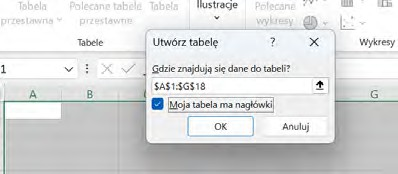 Tabela
przestawna
Polecane tabele
przestawne
Tabela
Ilustracje
Polecane
wykresy
Tabele
Wykresy
Utwórz tabelę
? ×
Gdzie znajdują się dane do tabeli?
$A$1:$G$18
Moja tabela ma nagłówki
OK Anuluj
1
A B G